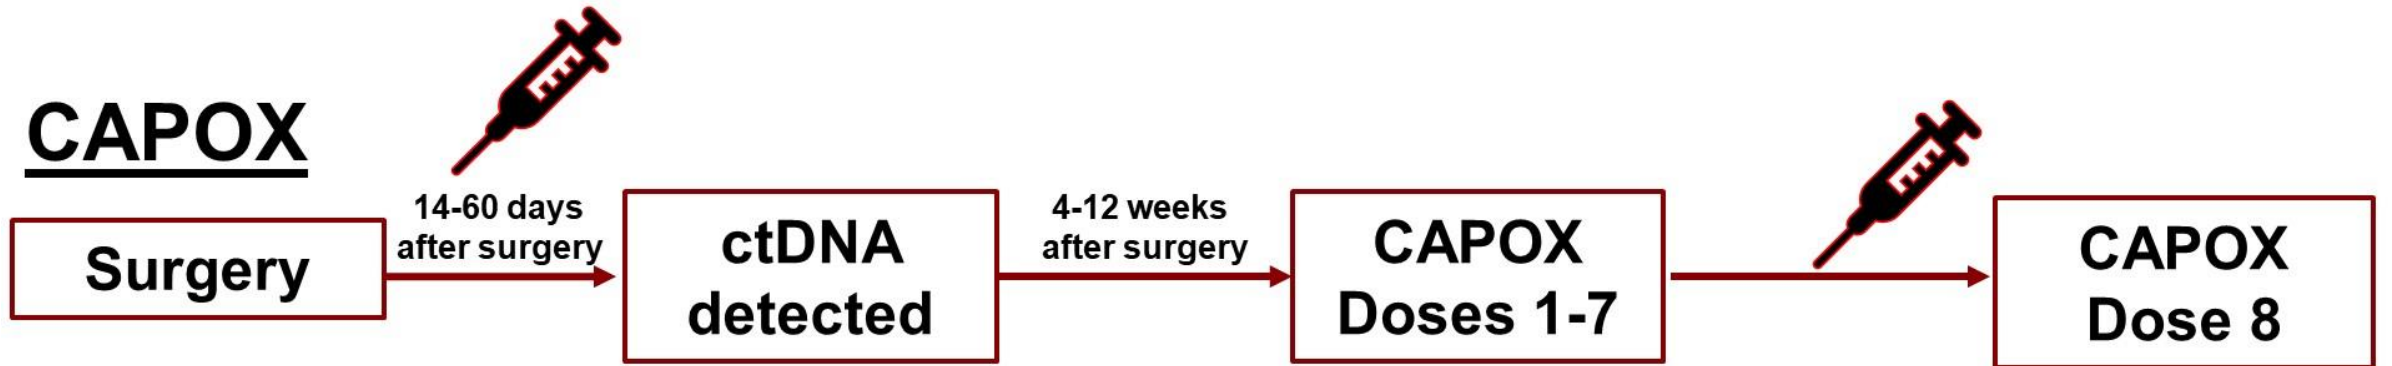 CAPOX
Surgery
14-60 days
after surgery
ctDNA
detected
4-12 weeks
after surgery
CAPOX
Doses 1-7
CAPOX
Dose 8